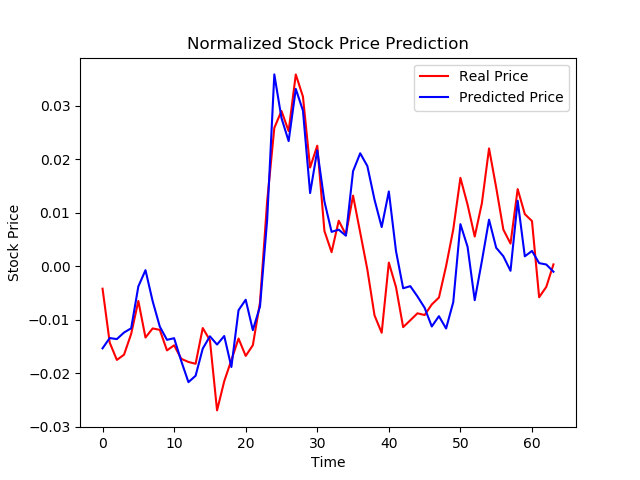 Normalized Stock Price Prediction
Real Price
Predicted Price
Stock Price
0.03
0.02
0.01
0.00
−0.01
−0.02
−0.03
0 10 20 30 40 50 60
Time